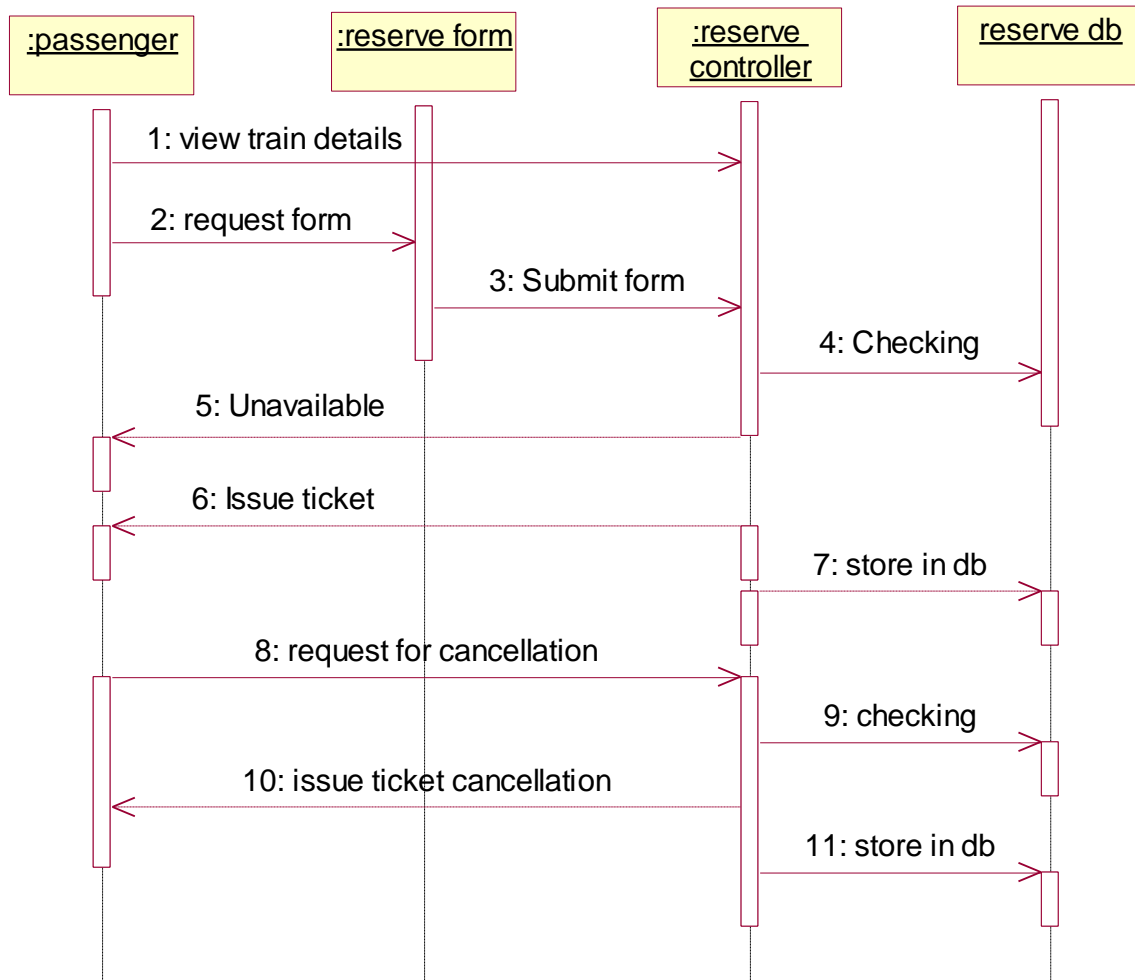 :passenger
:reserve form
:reserve
controller
reserve db
1: view train details
2: request form
3: Submit form
4: Checking
5: Unavailable
6: Issue ticket
7: store in db
8: request for cancellation
9: checking
10: issue ticket cancellation
11: store in db